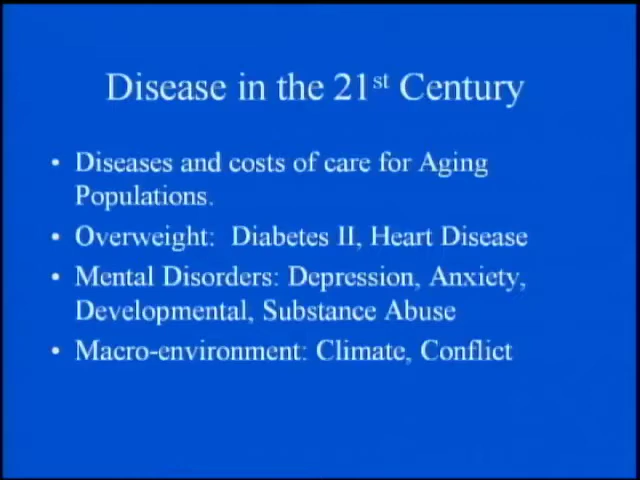 Disease in the 21st Century
• Diseases and costs of care for Aging
Populations.
• Overweight: Diabetes II, Heart Disease
• Mental Disorders: Depression, Anxiety,
Developmental, Substance Abuse
• Macro-environment: Climate, Conflict